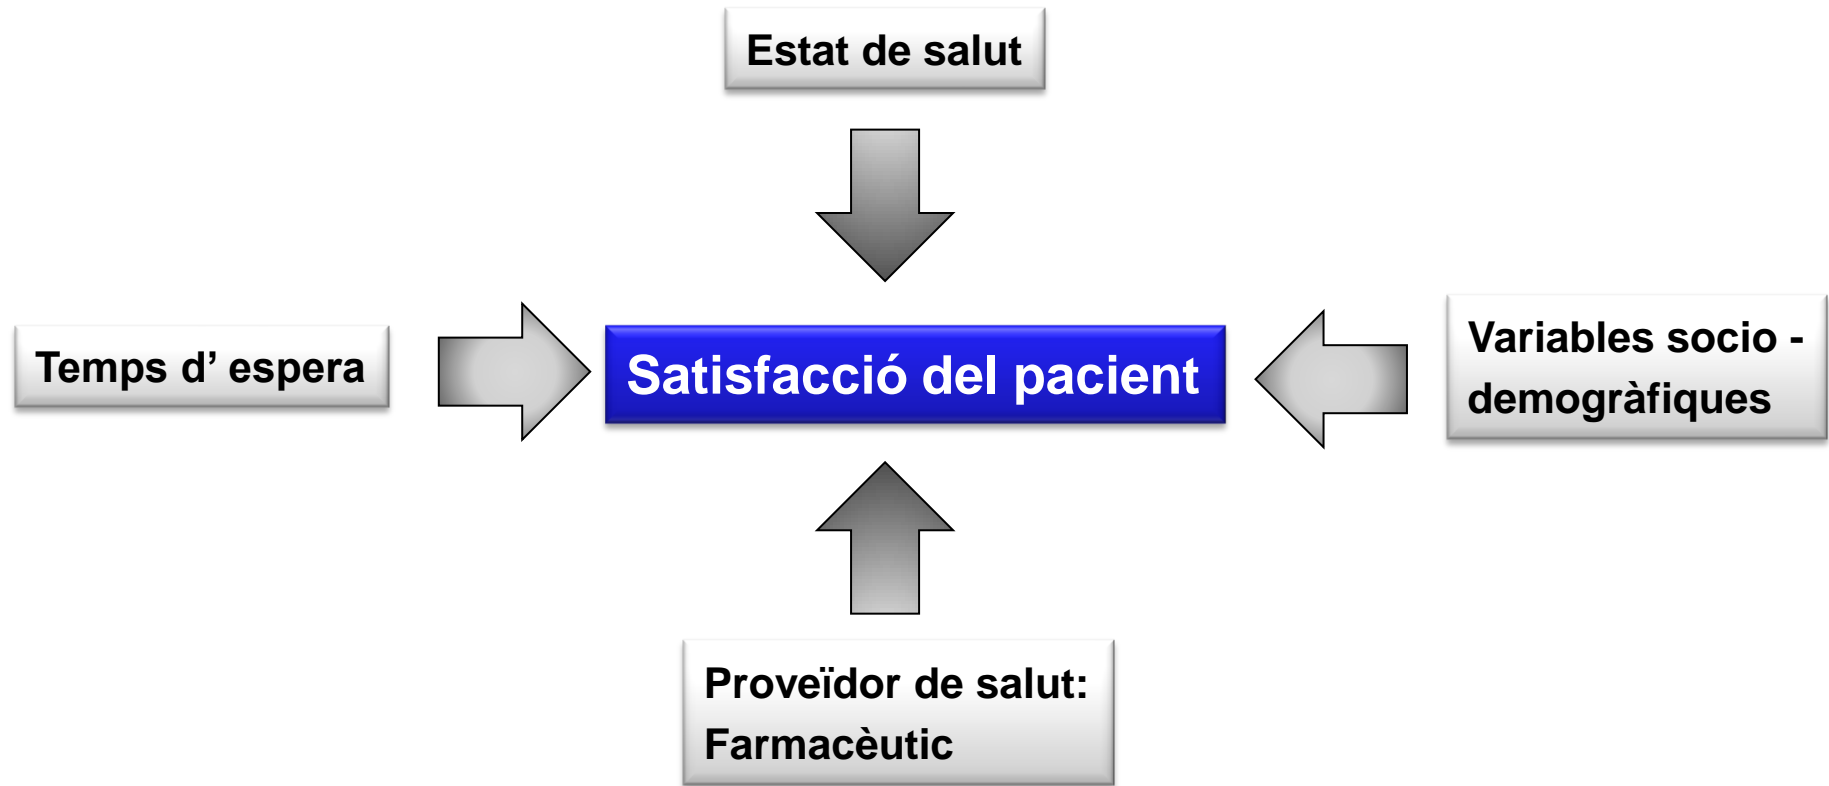 Estat de salut
Temps d’ espera
Satisfacció del pacient
Variables socio -
demogràfiques
Proveïdor de salut:
Farmacèutic